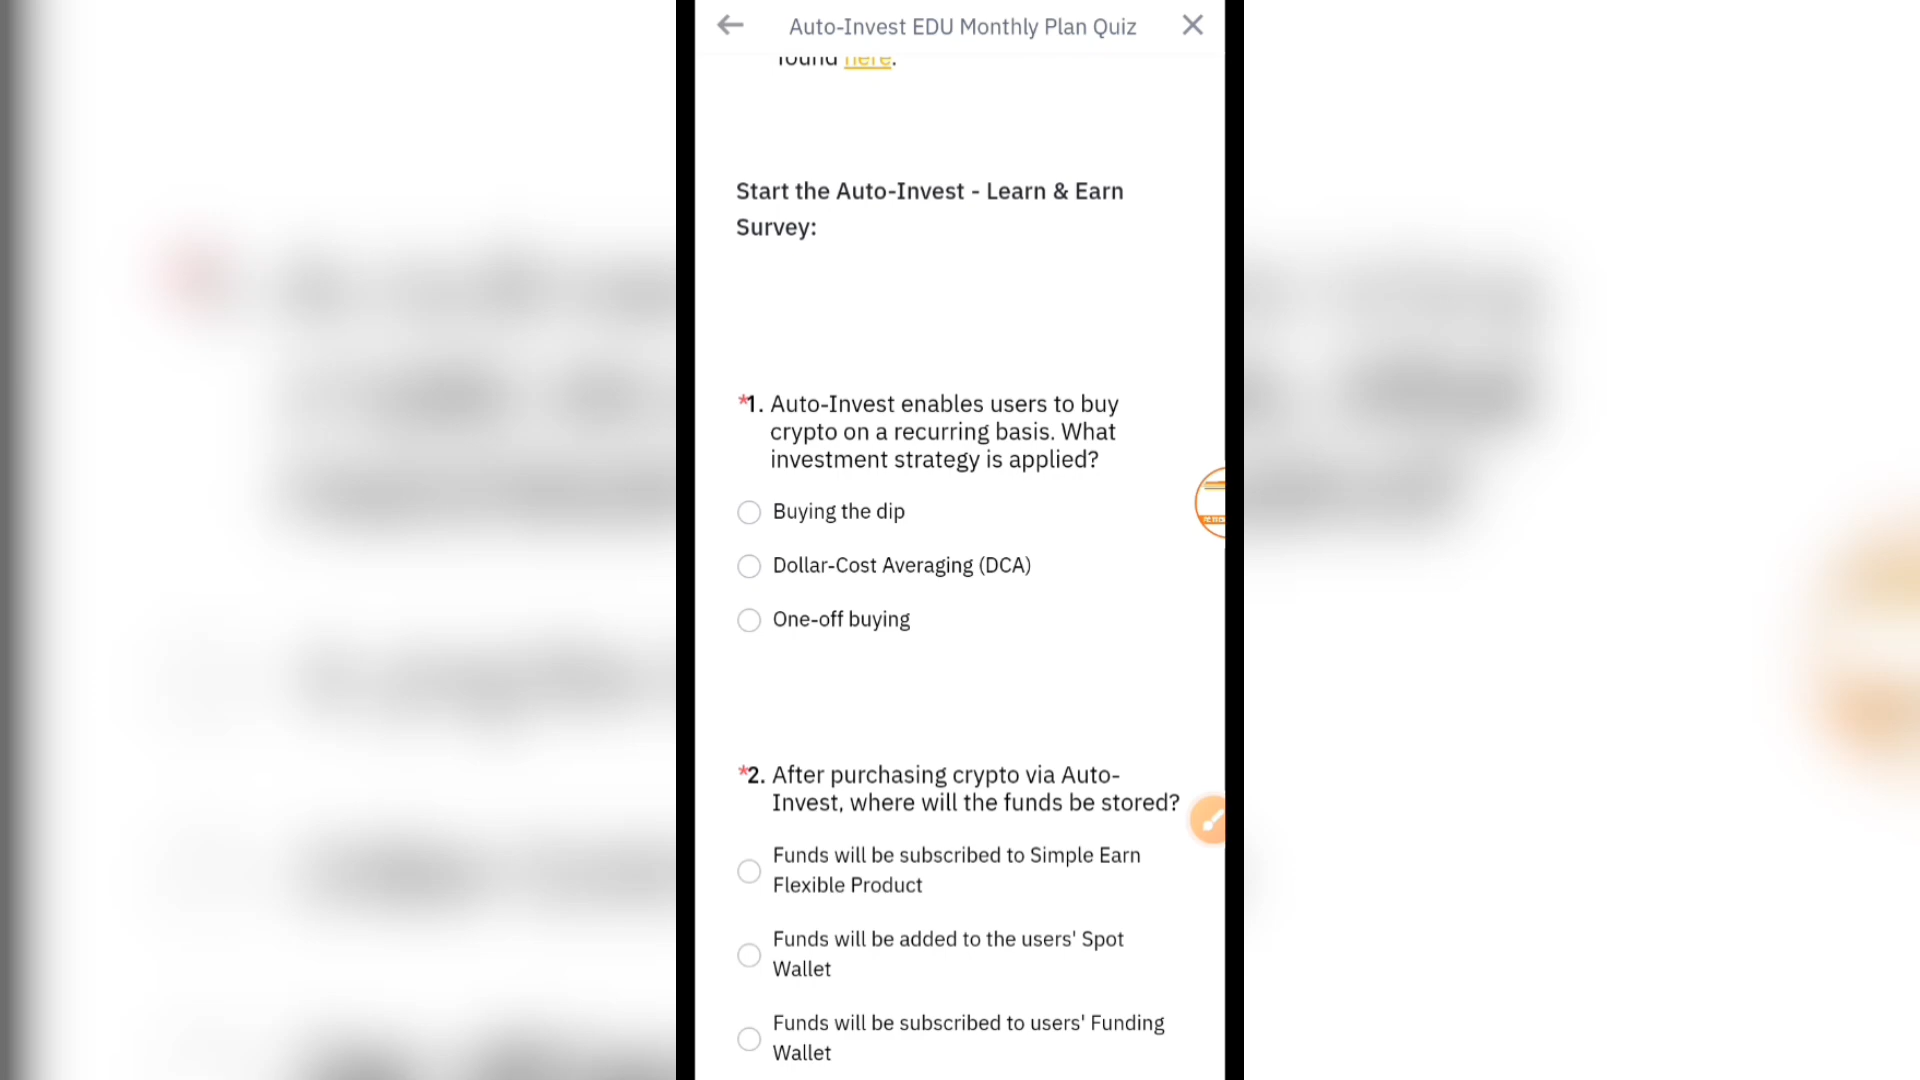 Auto-Invest EDU Monthly Plan Quiz
found here.
Start the Auto-Invest - Learn & Earn
Survey:
*1. Auto-Invest enables users to buy
crypto on a recurring basis. What
investment strategy is applied?
Buying the dip
Dollar-Cost Averaging (DCA)
One-off buying
*2. After purchasing crypto via Auto-
Invest, where will the funds be stored?
Funds will be subscribed to Simple Earn
Flexible Product
Funds will be added to the users' Spot
Wallet
Funds will be subscribed to users' Funding
Wallet